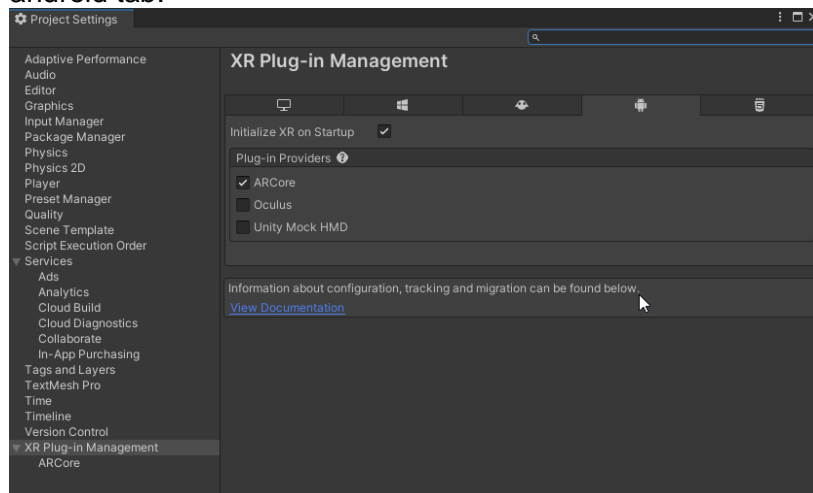 android tab.
Project Settings
Adaptive Performance
Audio
Editor
Graphics
Input Manager
Package Manager
Physics
Physics 2D
Player
Preset Manager
Quality
Scene Template
Script Execution Order
Services
Ads
Analytics
Cloud Build
Cloud Diagnostics
Collaborate
In-App Purchasing
Tags and Layers
TextMesh Pro
Time
Timeline
Version Control
XR Plug-in Management
ARCore
XR Plug-in Management
Initialize XR on Startup
Plug-in Providers
ARCore
Oculus
Unity Mock HMD
Information about configuration, tracking and migration can be found below.
View Documentation